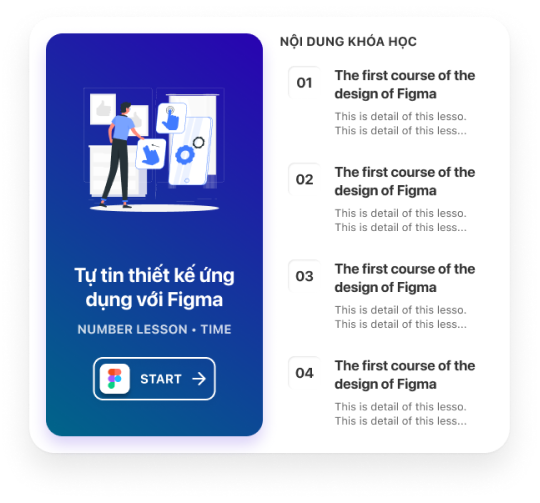 Tự tin thiết kế ứng
dụng với Figma
NUMBER LESSON • TIME
START
NỘI DUNG KHÓA HỌC
01
The first course of the
design of Figma
This is detail of this lesso.
This is detail of this less...
02
The first course of the
design of Figma
This is detail of this lesso.
This is detail of this less...
03
The first course of the
design of Figma
This is detail of this lesso.
This is detail of this less...
04
The first course of the
design of Figma
This is detail of this lesso.
This is detail of this less...